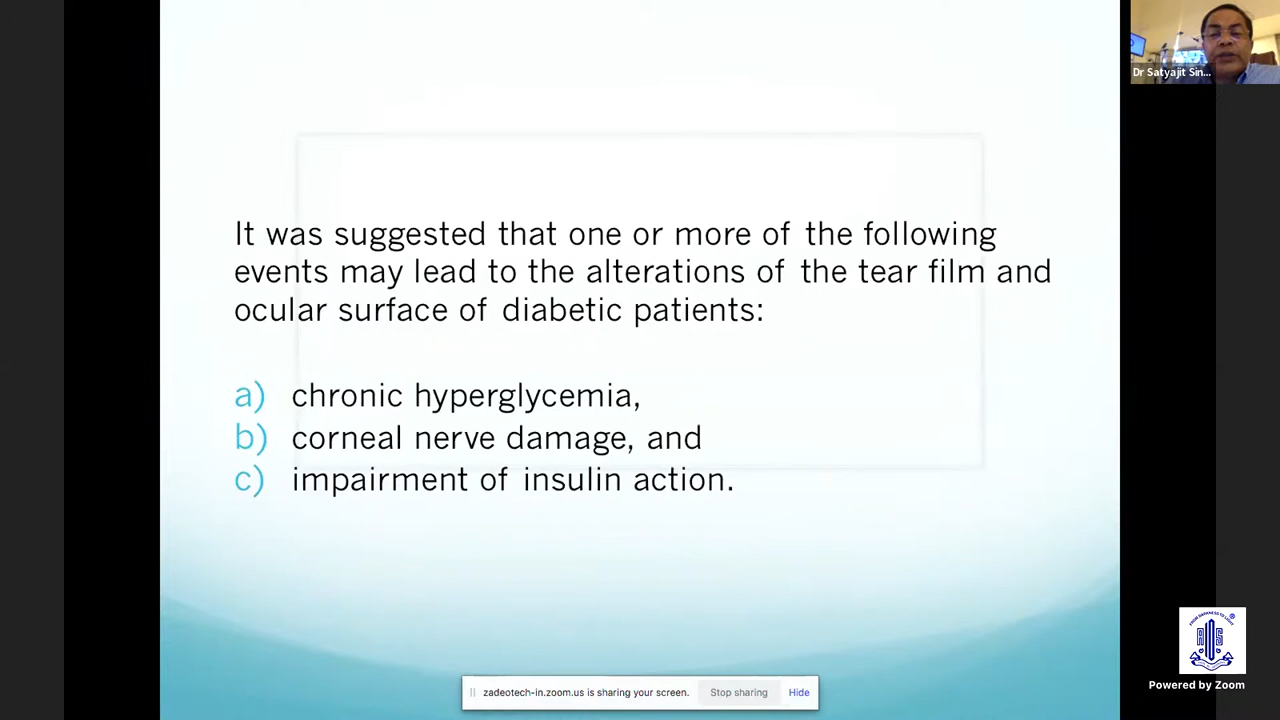 Dr Satyajit Sin...
It was suggested that one or more of the following
events may lead to the alterations of the tear film and
ocular surface of diabetic patients:
a) chronic hyperglycemia,
b) corneal nerve damage, and
c) impairment of insulin action.
zadeotech-in.zoom.us is sharing your screen. Stop sharing Hide
Powered by Zoom